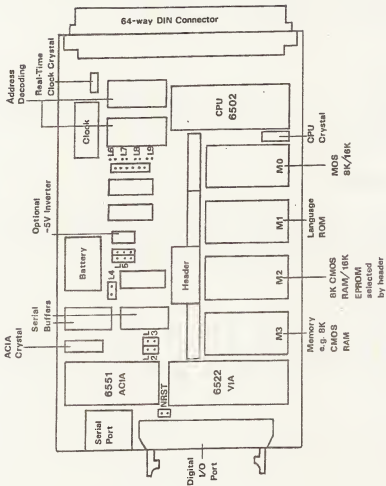 64-way DIN Connector
Address
Decoding
Real-Time
Clock Crystal
Optional
-5V Inverter
Serial
Buffers
ACIA
Crystal
Clock
Battery
L6
L7
L8
L9
L4
L
5
L
2
L
3
NRST
Serial
Port
6551
ACIA
6522
VIA
Header
CPU
6502
M0
M1
M2
M3
Digital
I/O
Port
CPU
Crystal
MOS
8K/16K
Language
ROM
8K CMOS
RAM/16K
EPROM
selected
by header
Memory
e.g. 8K
CMOS
RAM